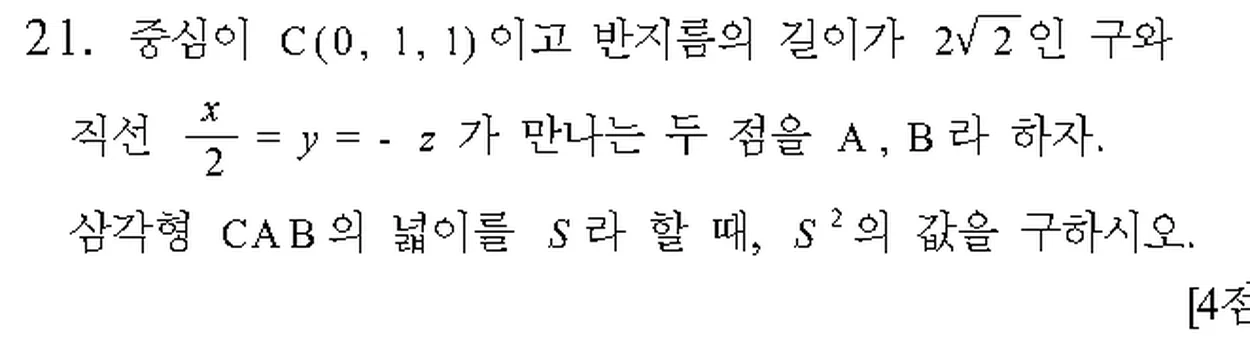 21. 중심이 C(0, 1, 1)이고 반지름의 길이가 2√2인 구와
직선 x/2 = y = - z 가 만나는 두 점을 A, B라 하자.
삼각형 CAB의 넓이를 S라 할 때, S²의 값을 구하시오.
[4점